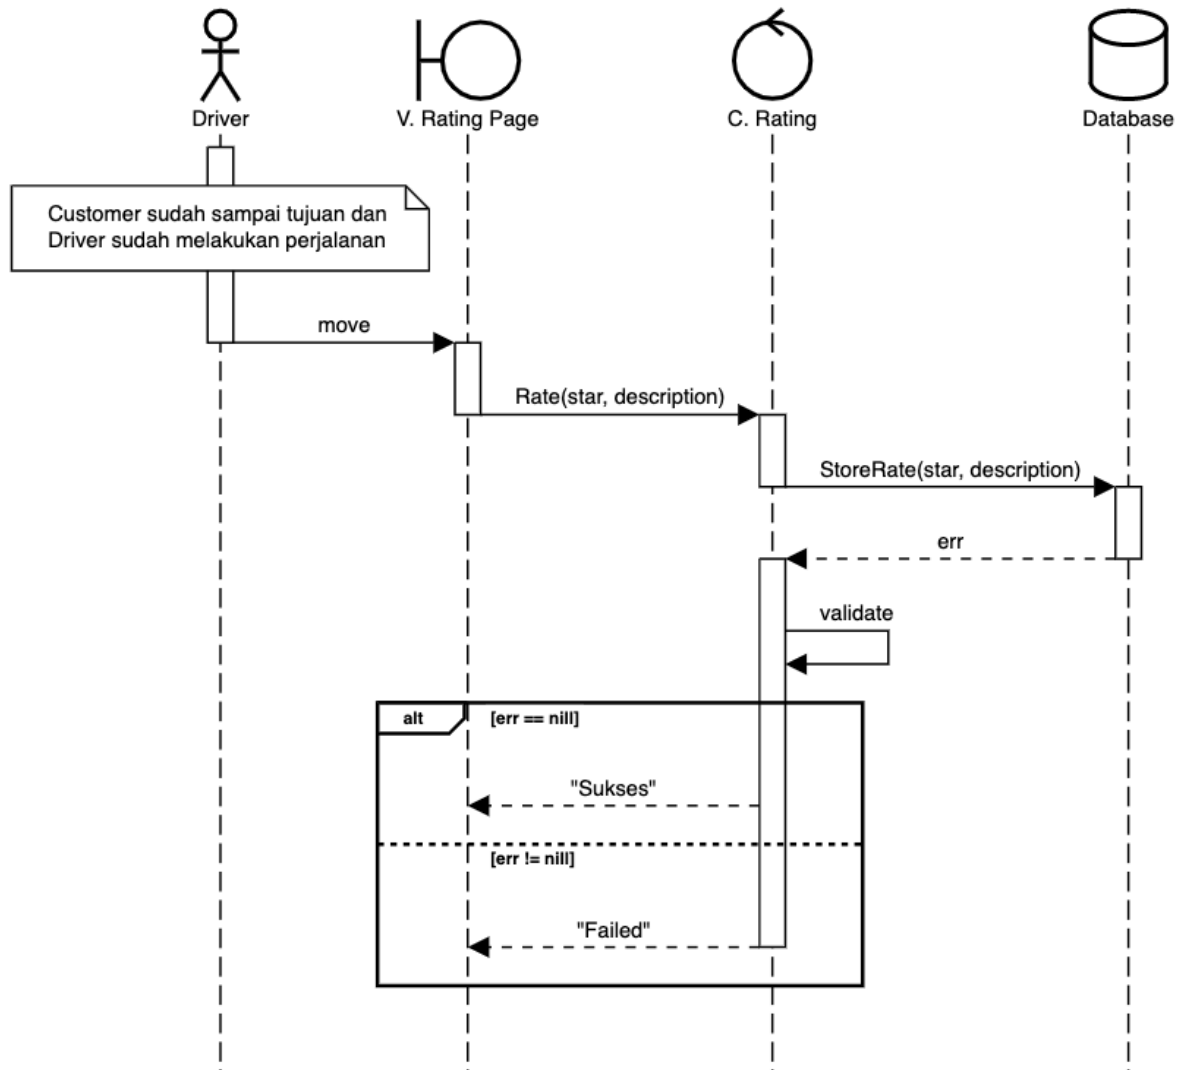 Driver
V. Rating Page
C. Rating
Database
Customer sudah sampai tujuan dan
Driver sudah melakukan perjalanan
move
Rate(star, description)
StoreRate(star, description)
err
validate
alt
[err == nill]
"Sukses"
[err != nill]
"Failed"